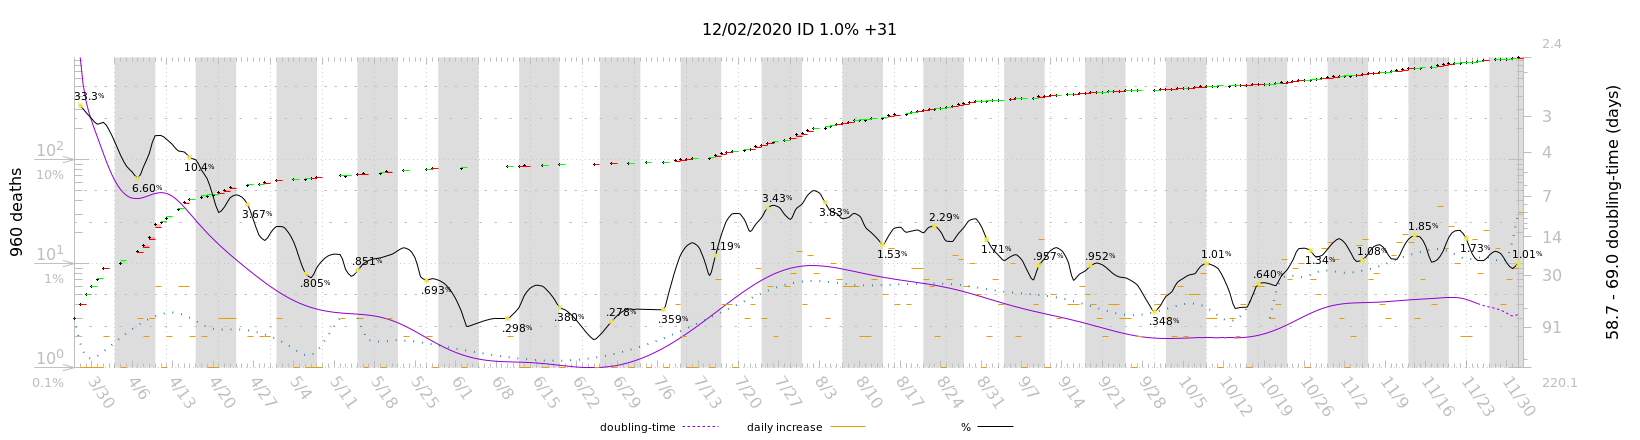 12/02/2020 ID 1.0% +31
960 deaths
10² 10¹ 10⁰
10% 1% 0.1%
33.3% 6.60% 10.4% 3.67% .805% .851% .693% .298% .380% .278% .359% 1.19% 3.43% 3.83% 1.53% 2.29% 1.71% .957% .952% .348% 1.01% .640% 1.34% 1.08% 1.85% 1.73% 1.01%
2.4
3
4
7
14
30
91
220.1
58.7 - 69.0 doubling-time (days)
3/30 4/6 4/13 4/20 4/27 5/4 5/11 5/18 5/25 6/1 6/8 6/15 6/22 6/29 7/6 7/13 7/20 7/27 8/3 8/10 8/17 8/24 8/31 9/7 9/14 9/21 9/28 10/5 10/12 10/19 10/26 11/2 11/9 11/16 11/23 11/30
doubling-time daily increase %